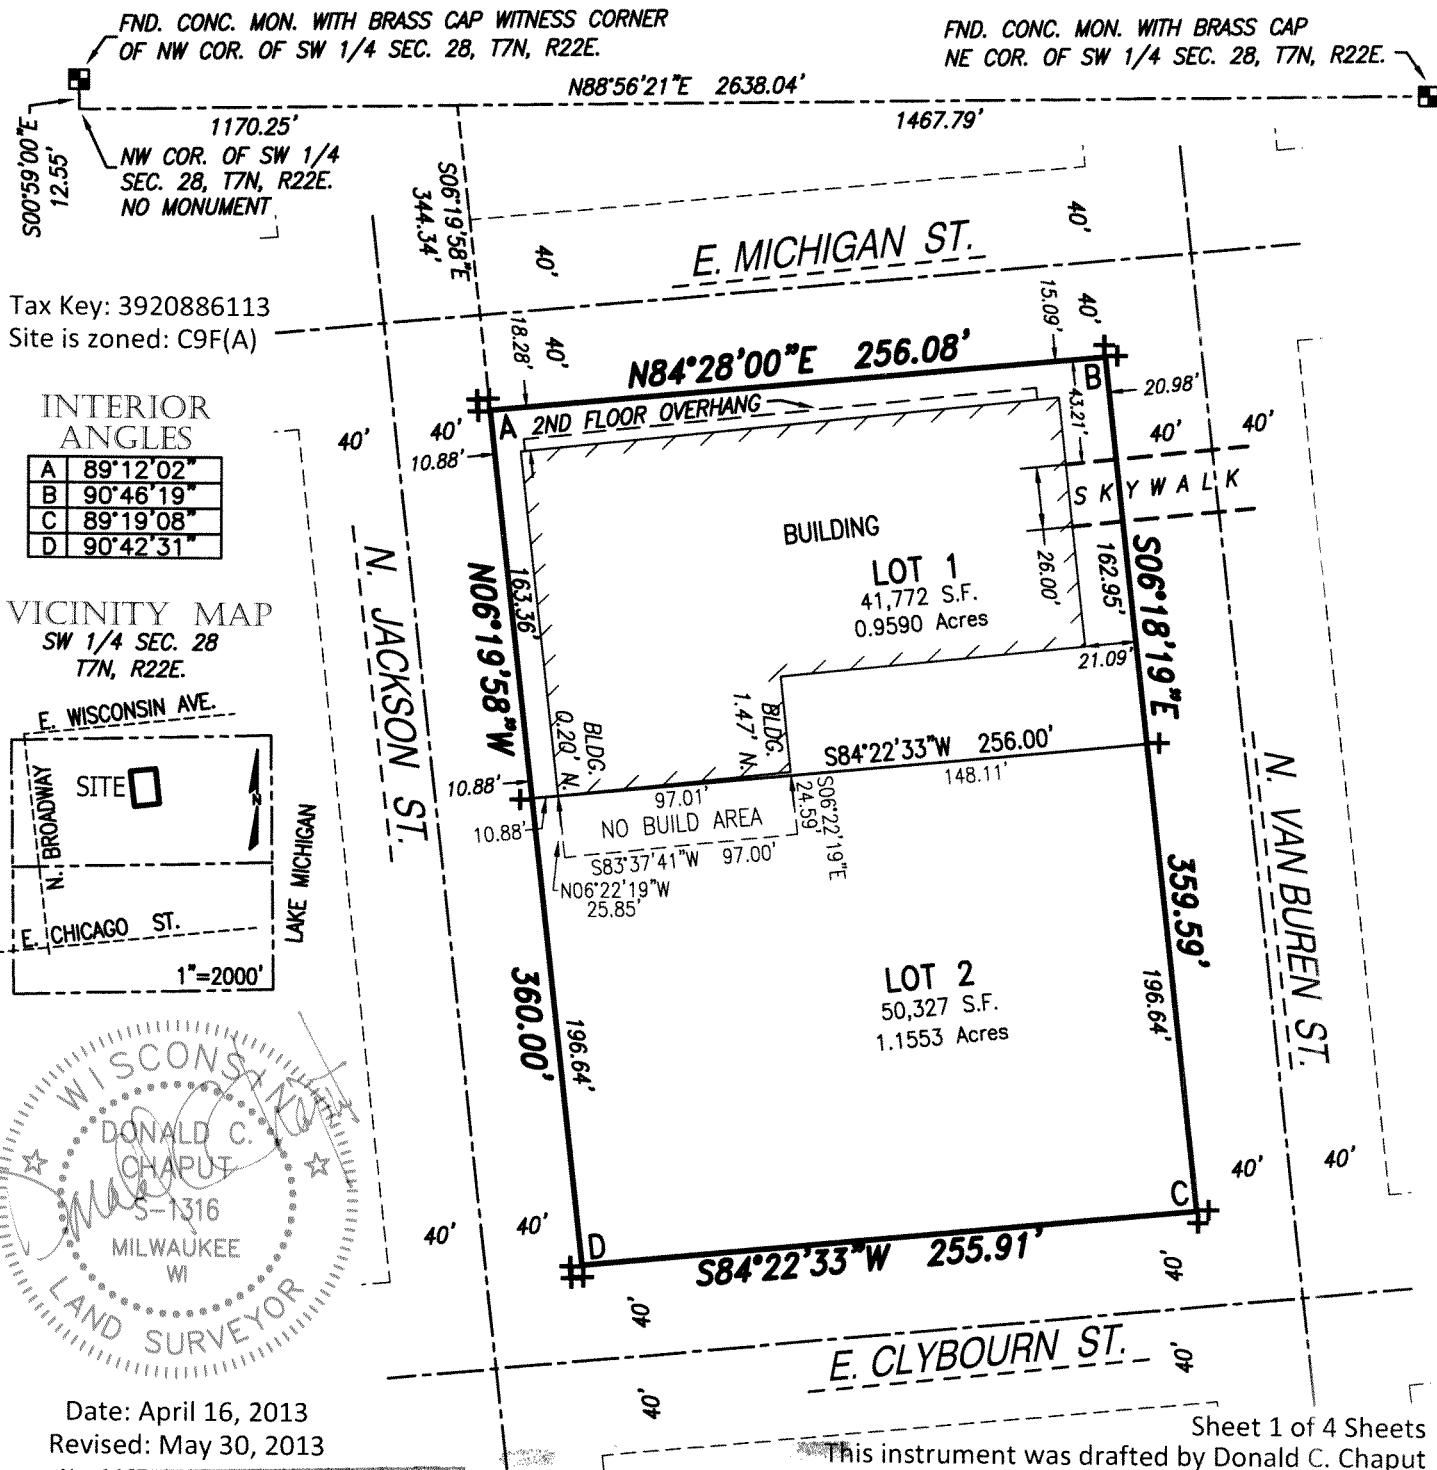 FND. CONC. MON. WITH BRASS CAP WITNESS CORNER
OF NW COR. OF SW 1/4 SEC. 28, T7N, R22E.
FND. CONC. MON. WITH BRASS CAP
NE COR. OF SW 1/4 SEC. 28, T7N, R22E.
N88°56'21"E 2638.04'
1170.25'
1467.79'
S00°59'00"E
12.55'
NW COR. OF SW 1/4
SEC. 28, T7N, R22E.
NO MONUMENT
S06°19'58"E
344.34'
40'
40'
E. MICHIGAN ST.
Tax Key: 3920886113
Site is zoned: C9F(A)
18.28'
40'
15.09'
40'
N84°28'00"E 256.08'
INTERIOR
ANGLES
A 89°12'02"
B 90°46'19"
C 89°19'08"
D 90°42'31"
40'
40'
A
2ND FLOOR OVERHANG
B
43.21'
20.98'
40'
40'
10.88'
SKYWALK
BUILDING
LOT 1
41,772 S.F.
0.9590 Acres
26.00'
162.95'
S06°18'19"E
21.09'
N. JACKSON ST.
N06°19'58"W
163.36'
VICINITY MAP
SW 1/4 SEC. 28
T7N, R22E.
E. WISCONSIN AVE.
N. BROADWAY
SITE
N
LAKE MICHIGAN
E. CHICAGO ST.
1"=2000'
BLDG.
0.20' N.
BLDG.
1.47' N.
S84°22'33"W 256.00'
148.11'
10.88'
10.88'
97.01'
NO BUILD AREA
S83°37'41"W 97.00'
S06°22'19"E
24.59'
N06°22'19"W
25.85'
N. VAN BUREN ST.
359.59'
196.64'
LOT 2
50,327 S.F.
1.1553 Acres
360.00'
196.64'
WISCONSIN
DONALD C.
CHAPUT
S-1316
MILWAUKEE
WI
LAND SURVEYOR
40'
40'
D
C
40'
40'
S84°22'33"W 255.91'
40'
40'
E. CLYBOURN ST.
40'
40'
Date: April 16, 2013
Revised: May 30, 2013
Sheet 1 of 4 Sheets
This instrument was drafted by Donald C. Chaput